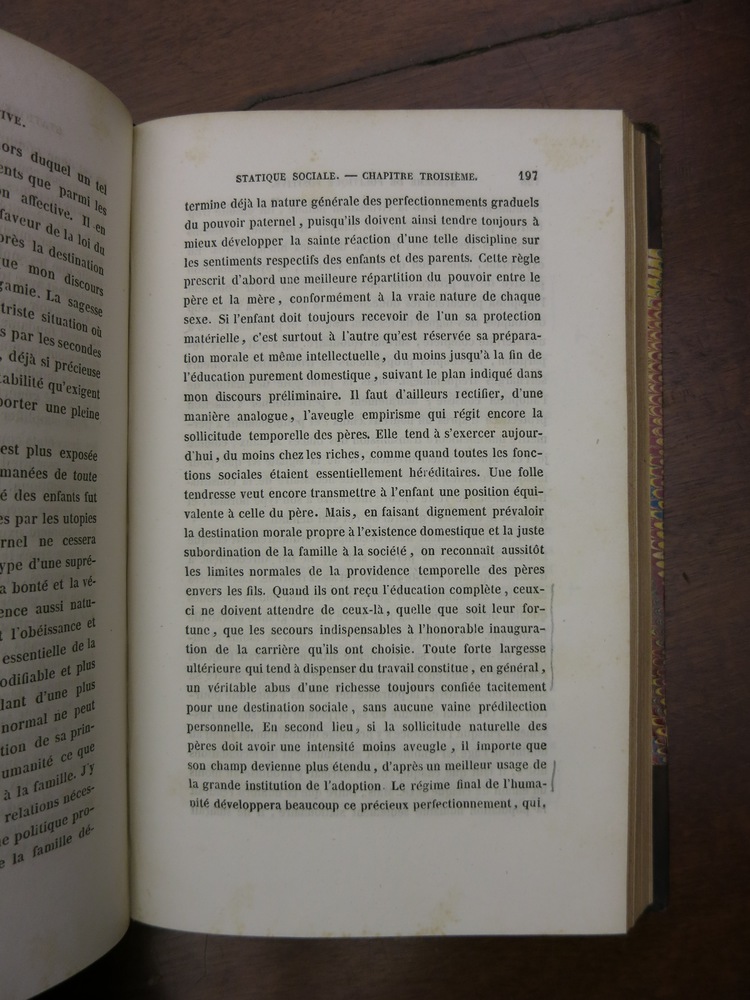 IVE.
ors duquel un tel
ents que parmi les
n affective. Il en
faveur de la loi du
près la destination
ue mon discours
gamie. La sagesse
triste situation où
s par les secondes
, déjà si précieuse
tabilité qu'exigent
porter une pleine
est plus exposée
manées de toute
é des enfants fut
es par les utopies
rnel ne cessera
ype d'une supré-
a bonté et la vé-
ence aussi natu-
t l'obéissance et
essentielle de la
odifiable et plus
lant d'une plus
normal ne peut
tion de sa prin-
umanité ce que
à la famille. J'y
relations néces-
e politique pro-
e la famille dé-
STATIQUE SOCIALE. — CHAPITRE TROISIÈME. 197
termine déjà la nature générale des perfectionnements graduels
du pouvoir paternel, puisqu'ils doivent ainsi tendre toujours à
mieux développer la sainte réaction d'une telle discipline sur
les sentiments respectifs des enfants et des parents. Cette règle
prescrit d'abord une meilleure répartition du pouvoir entre le
père et la mère, conformément à la vraie nature de chaque
sexe. Si l'enfant doit toujours recevoir de l'un sa protection
matérielle, c'est surtout à l'autre qu'est réservée sa prépara-
tion morale et même intellectuelle, du moins jusqu'à la fin de
l'éducation purement domestique, suivant le plan indiqué dans
mon discours préliminaire. Il faut d'ailleurs rectifier, d'une
manière analogue, l'aveugle empirisme qui régit encore la
sollicitude temporelle des pères. Elle tend à s'exercer aujour-
d'hui, du moins chez les riches, comme quand toutes les fonc-
tions sociales étaient essentiellement héréditaires. Une folle
tendresse veut encore transmettre à l'enfant une position équi-
valente à celle du père. Mais, en faisant dignement prévaloir
la destination morale propre à l'existence domestique et la juste
subordination de la famille à la société, on reconnaît aussitôt
les limites normales de la providence temporelle des pères
envers les fils. Quand ils ont reçu l'éducation complète, ceux-
ci ne doivent attendre de ceux-là, quelle que soit leur for-
tune, que les secours indispensables à l'honorable inaugura-
tion de la carrière qu'ils ont choisie. Toute forte largesse
ultérieure qui tend à dispenser du travail constitue, en général,
un véritable abus d'une richesse toujours confiée tacitement
pour une destination sociale, sans aucune vaine prédilection
personnelle. En second lieu, si la sollicitude naturelle des
pères doit avoir une intensité moins aveugle, il importe que
son champ devienne plus étendu, d'après un meilleur usage de
la grande institution de l'adoption. Le régime final de l'huma-
nité développera beaucoup ce précieux perfectionnement, qui,